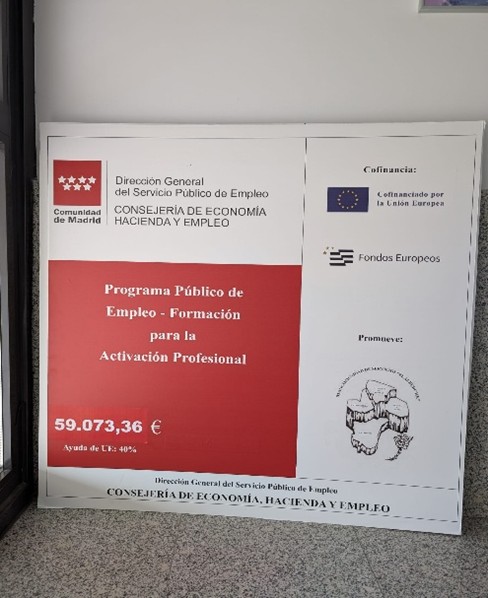 Comunidad
de Madrid
Dirección General
del Servicio Público de Empleo
CONSEJERÍA DE ECONOMÍA
HACIENDA Y EMPLEO
Programa Público de
Empleo - Formación
para la
Activación Profesional
59.073,36 €
Ayuda de UE: 40%
Cofinancia:
Cofinanciado por
la Unión Europea
Fondos Europeos
Promueve:
Dirección General del Servicio Público de Empleo
CONSEJERÍA DE ECONOMÍA, HACIENDA Y EMPLEO